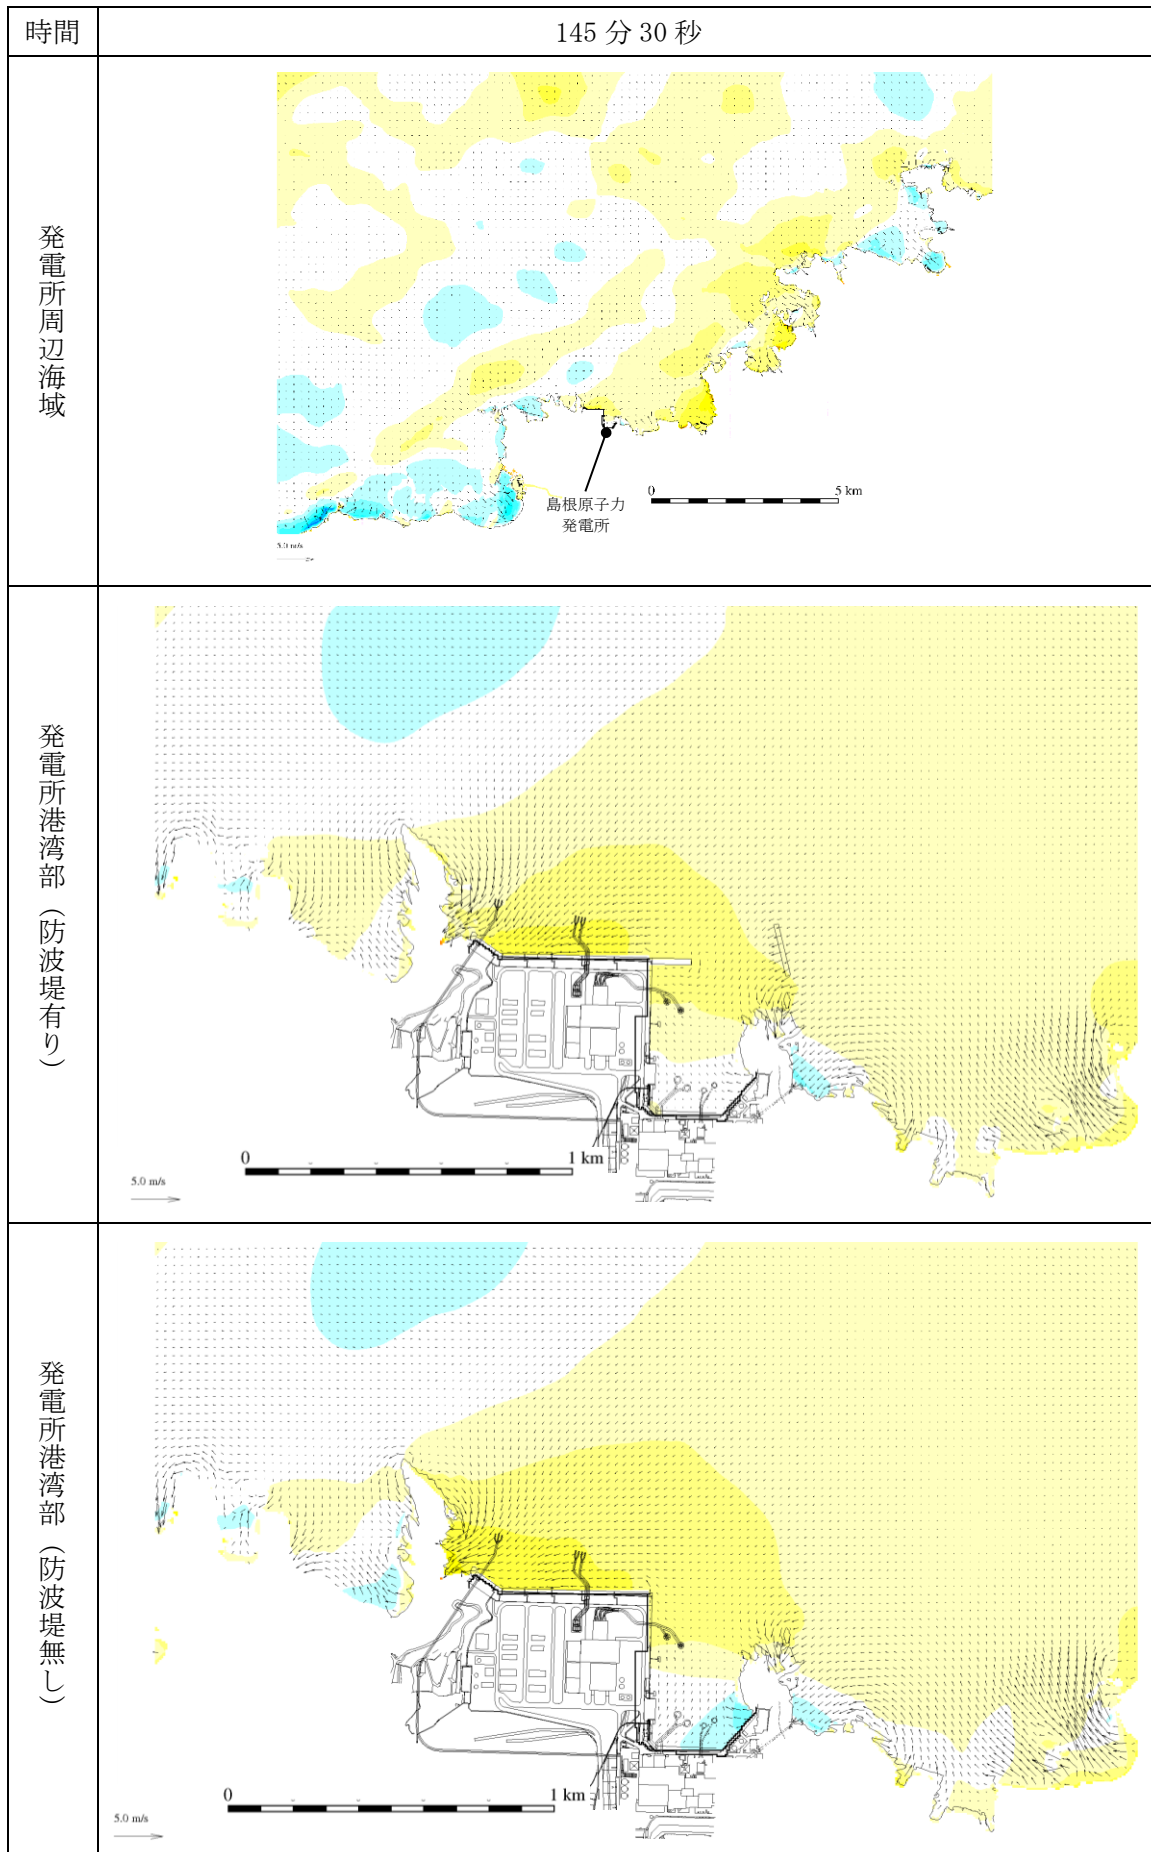 時間
145 分 30 秒
発電所周辺海域
島根原子力
発電所
0
5 km
5.0 m/s
発電所港湾部（防波堤有り）
0
1 km
5.0 m/s
発電所港湾部（防波堤無し）
0
1 km
5.0 m/s